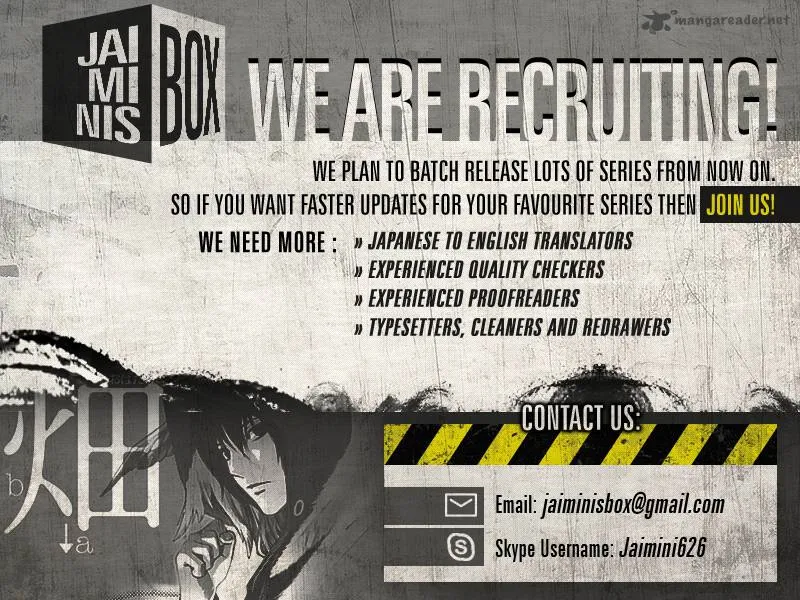 JAI
MI
NIS
BOX
mangareader.net
WE ARE RECRUITING!
WE PLAN TO BATCH RELEASE LOTS OF SERIES FROM NOW ON.
SO IF YOU WANT FASTER UPDATES FOR YOUR FAVOURITE SERIES THEN JOIN US!
WE NEED MORE : » JAPANESE TO ENGLISH TRANSLATORS
» EXPERIENCED QUALITY CHECKERS
» EXPERIENCED PROOFREADERS
» TYPESETTERS, CLEANERS AND REDRAWERS
畑
b
↓a
CONTACT US:
Email: jaiminisbox@gmail.com
Skype Username: Jaimini626